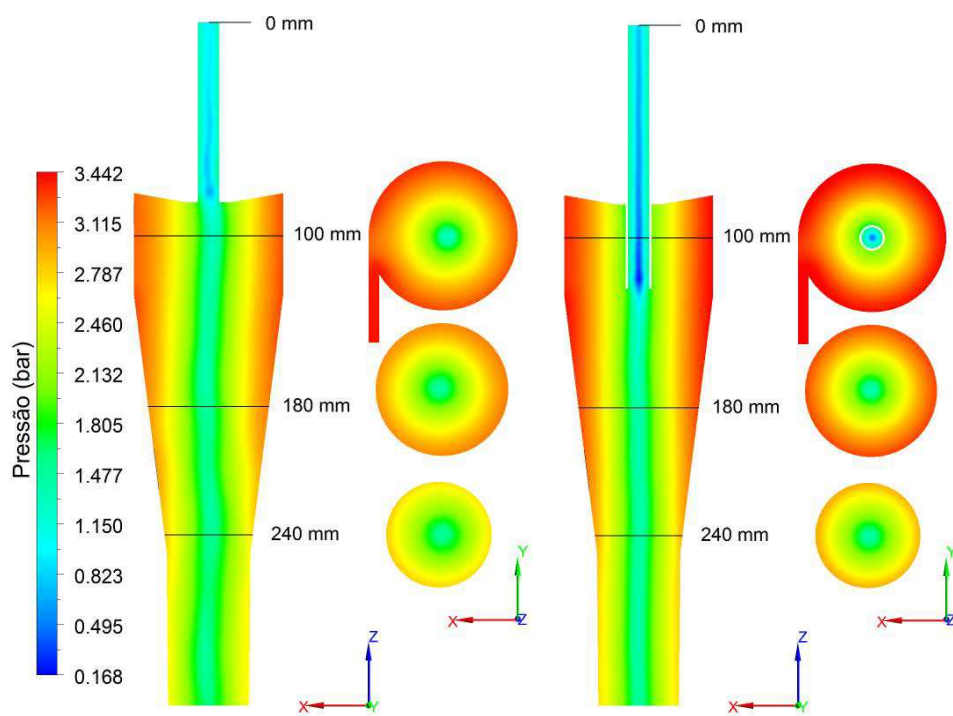 0 mm
0 mm
Pressão (bar)
3.442
3.115
2.787
2.460
2.132
1.805
1.477
1.150
0.823
0.495
0.168
100 mm
180 mm
240 mm
Y
X
Z
Z
X
Y
100 mm
180 mm
240 mm
Y
X
Z
Z
X
Y